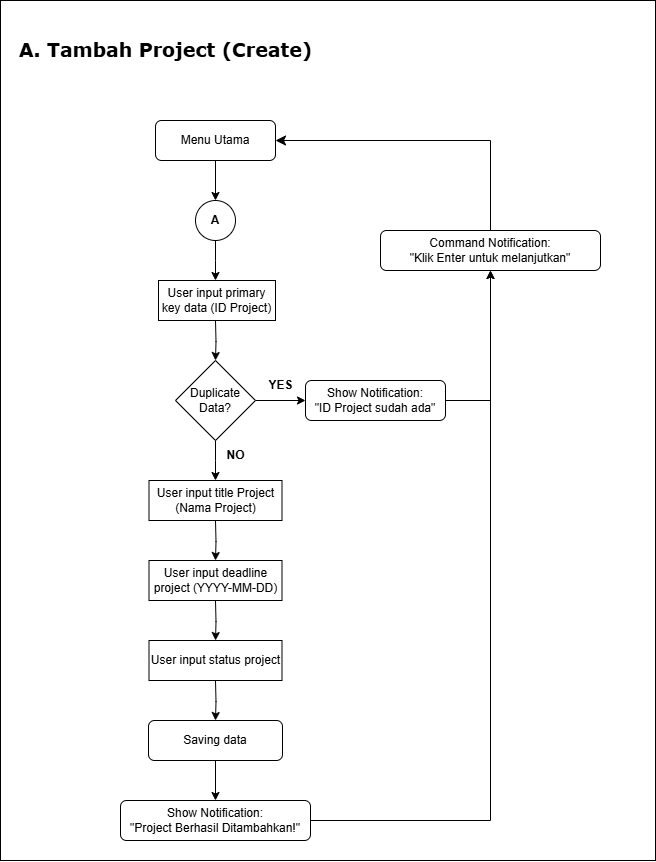 A. Tambah Project (Create)
Menu Utama
A
Command Notification:
"Klik Enter untuk melanjutkan"
User input primary
key data (ID Project)
Duplicate
Data?
YES
Show Notification:
"ID Project sudah ada"
NO
User input title Project
(Nama Project)
User input deadline
project (YYYY-MM-DD)
User input status project
Saving data
Show Notification:
"Project Berhasil Ditambahkan!"